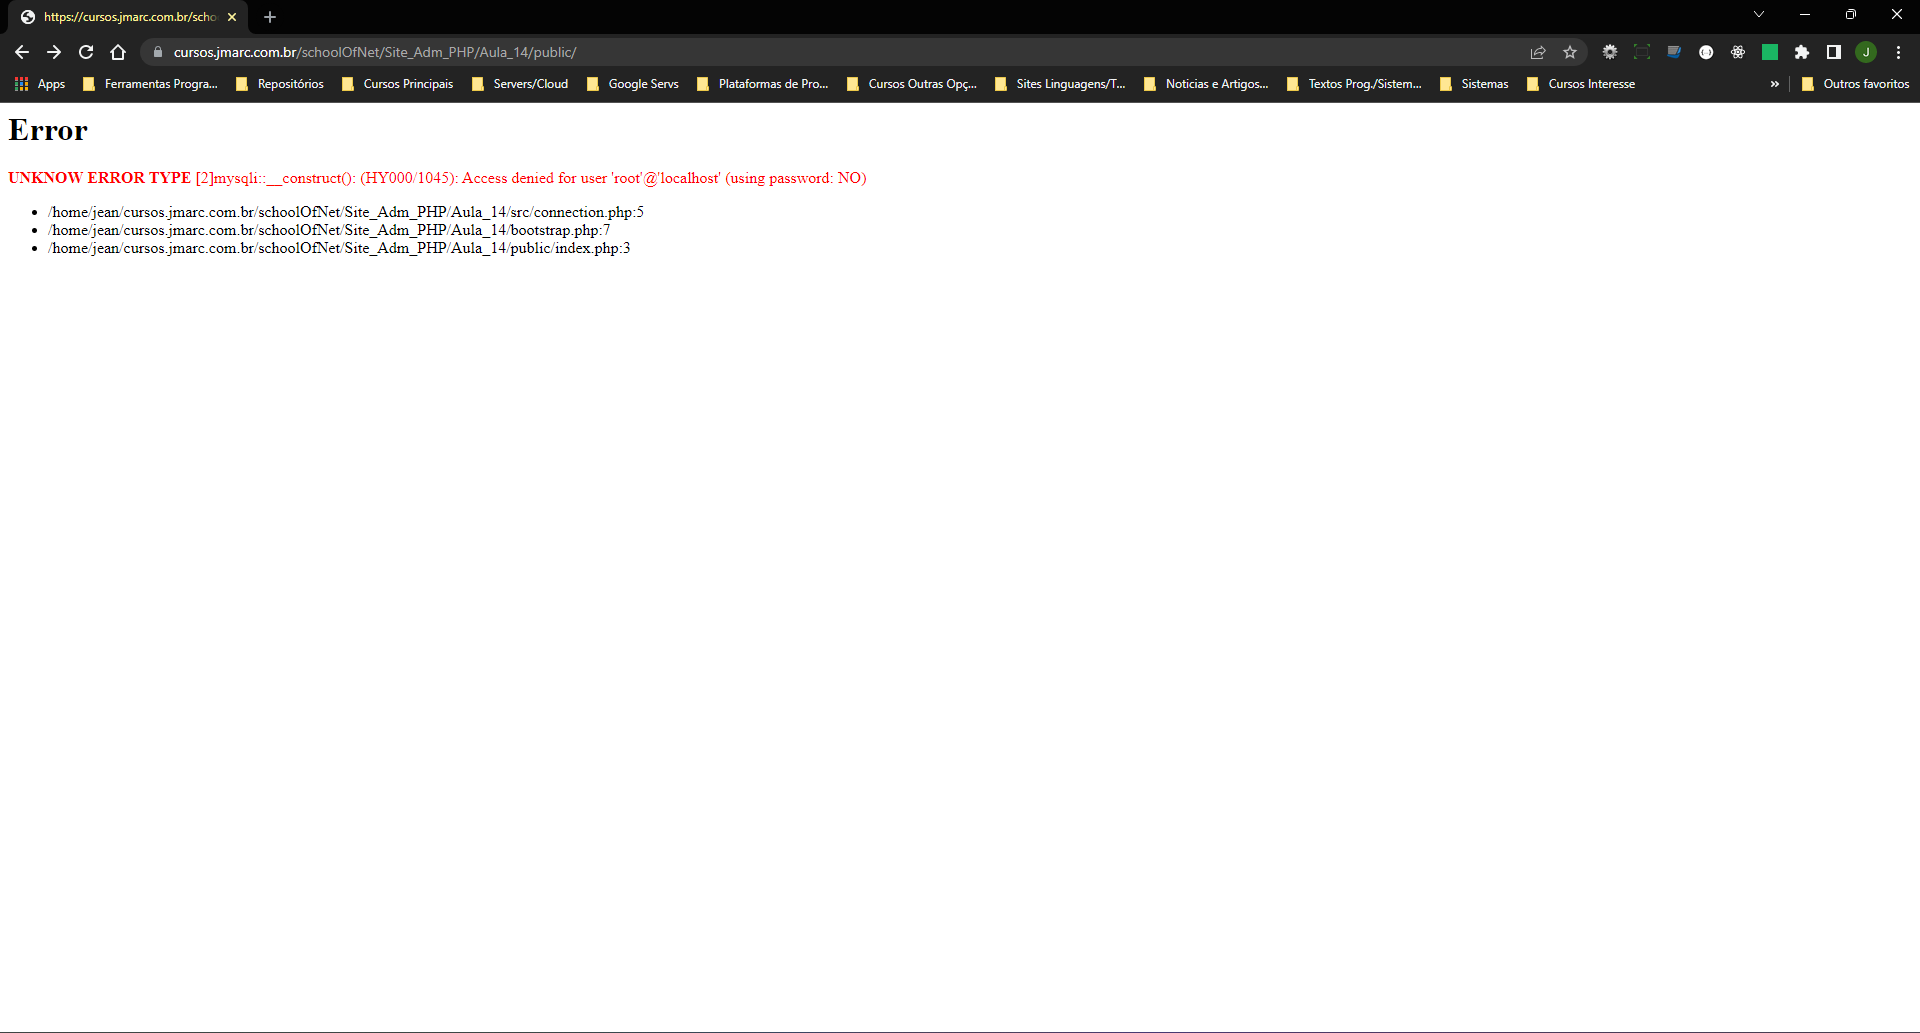 https://cursos.jmarc.com.br/scho
cursos.jmarc.com.br/schoolOfNet/Site_Adm_PHP/Aula_14/public/
J
Apps Ferramentas Progra... Repositórios Cursos Principais Servers/Cloud Google Servs Plataformas de Pro... Cursos Outras Opç... Sites Linguagens/T... Noticias e Artigos... Textos Prog./Sistem... Sistemas Cursos Interesse » Outros favoritos
Error
UNKNOW ERROR TYPE [2]mysqli::__construct(): (HY000/1045): Access denied for user 'root'@'localhost' (using password: NO)
• /home/jean/cursos.jmarc.com.br/schoolOfNet/Site_Adm_PHP/Aula_14/src/connection.php:5
• /home/jean/cursos.jmarc.com.br/schoolOfNet/Site_Adm_PHP/Aula_14/bootstrap.php:7
• /home/jean/cursos.jmarc.com.br/schoolOfNet/Site_Adm_PHP/Aula_14/public/index.php:3